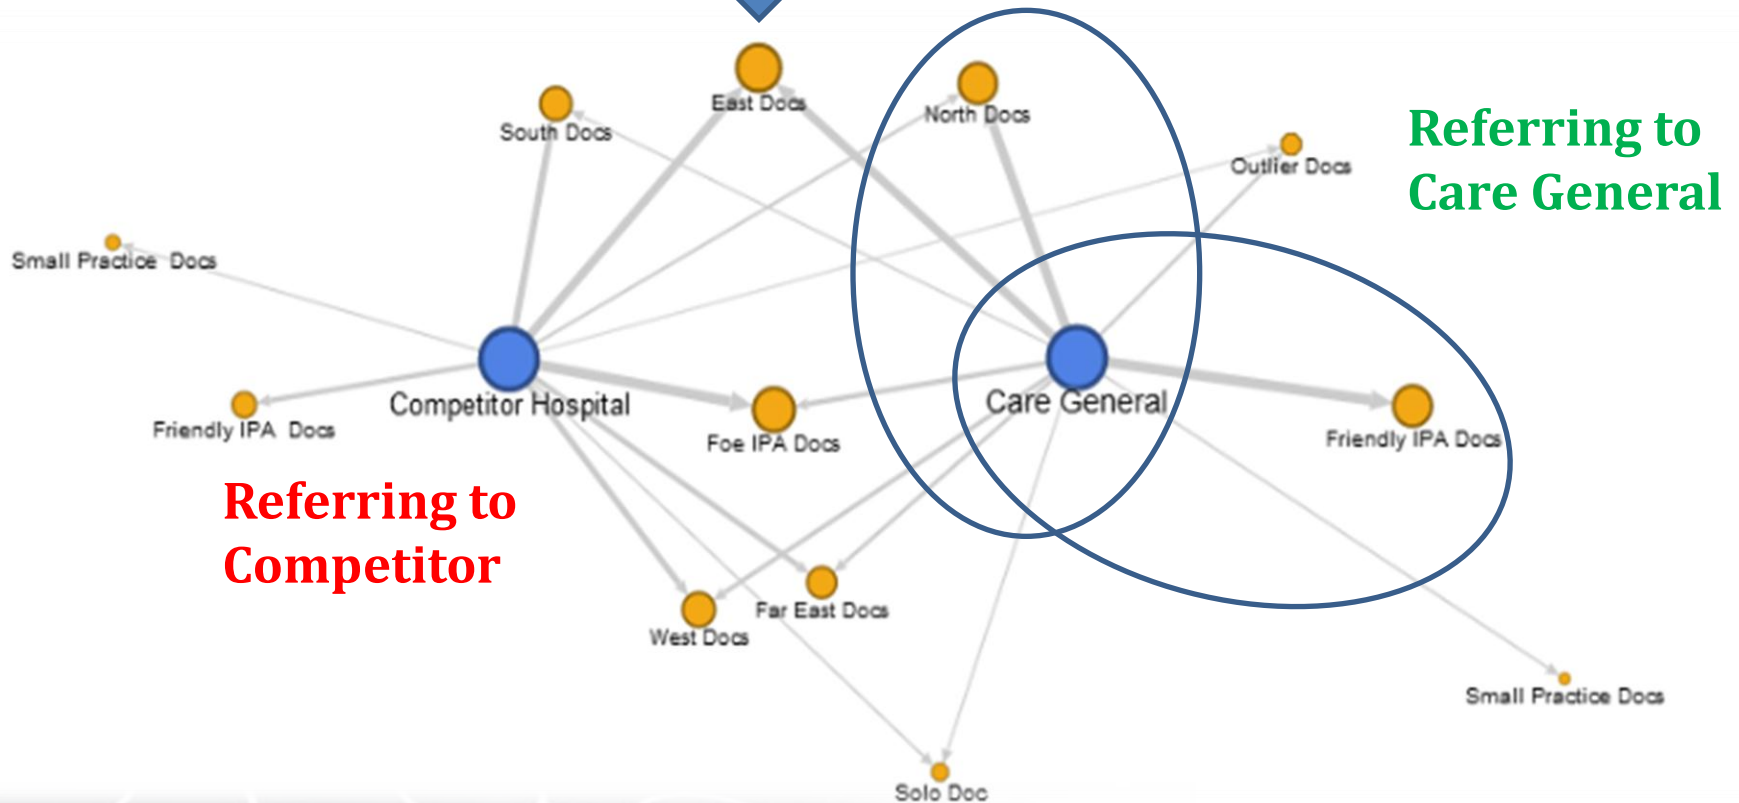 East Docs
South Docs
North Docs
Outlier Docs
Referring to
Care General
Small Practice  Docs
Competitor Hospital
Care General
Friendly IPA  Docs
Foe IPA Docs
Friendly IPA Docs
Referring to
Competitor
Far East Docs
West Docs
Small Practice Docs
Solo Doc